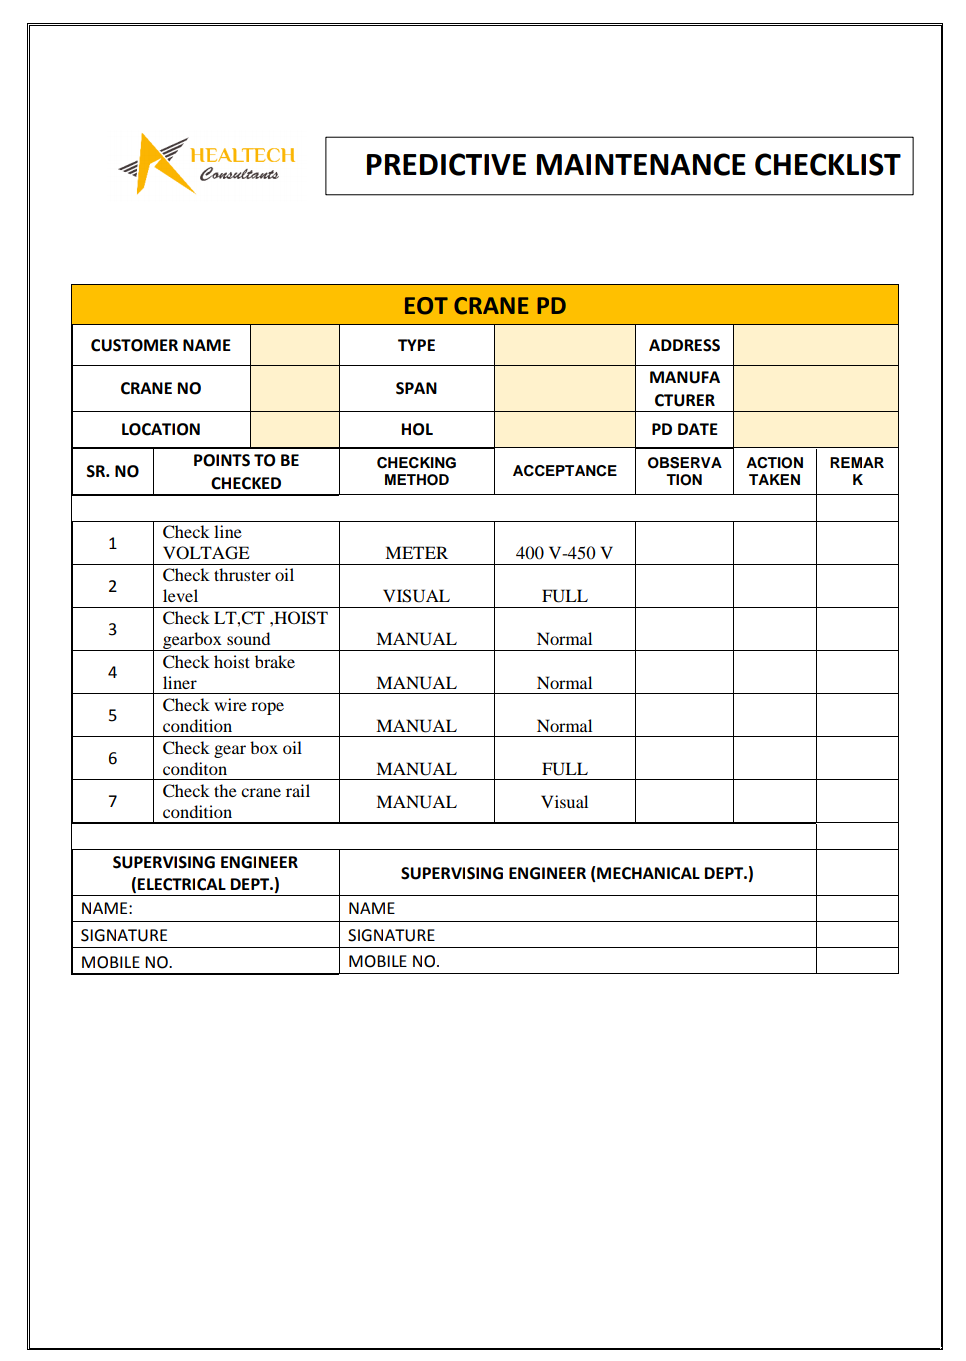 HEALTECH
Consultants
PREDICTIVE MAINTENANCE CHECKLIST
EOT CRANE PD
CUSTOMER NAME TYPE ADDRESS
CRANE NO SPAN MANUFA
CTURER
LOCATION HOL PD DATE
SR. NO POINTS TO BE CHECKING ACCEPTANCE OBSERVA ACTION REMAR
CHECKED METHOD TION TAKEN K
1 Check line
VOLTAGE METER 400 V-450 V
2 Check thruster oil
level VISUAL FULL
3 Check LT,CT ,HOIST
gearbox sound MANUAL Normal
4 Check hoist brake
liner MANUAL Normal
5 Check wire rope
condition MANUAL Normal
6 Check gear box oil
conditon MANUAL FULL
7 Check the crane rail
condition MANUAL Visual
SUPERVISING ENGINEER
(ELECTRICAL DEPT.) SUPERVISING ENGINEER (MECHANICAL DEPT.)
NAME: NAME
SIGNATURE SIGNATURE
MOBILE NO. MOBILE NO.